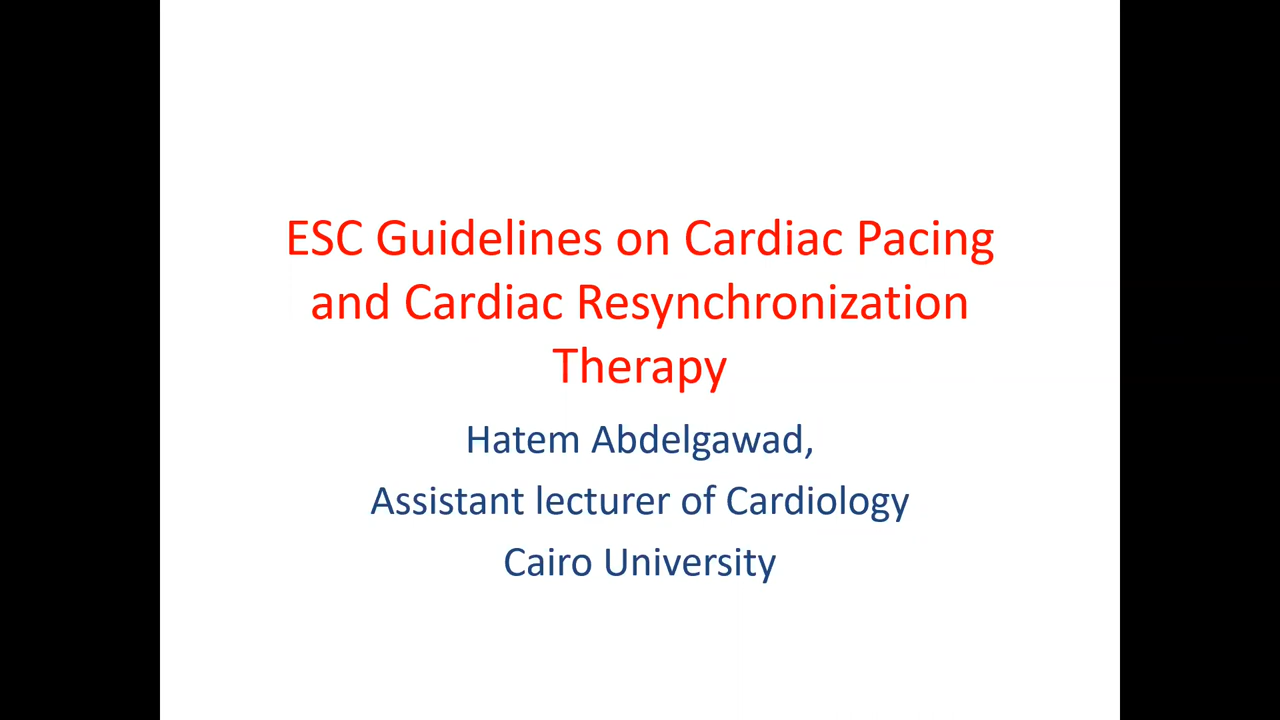 ESC Guidelines on Cardiac Pacing
and Cardiac Resynchronization
Therapy
Hatem Abdelgawad,
Assistant lecturer of Cardiology
Cairo University